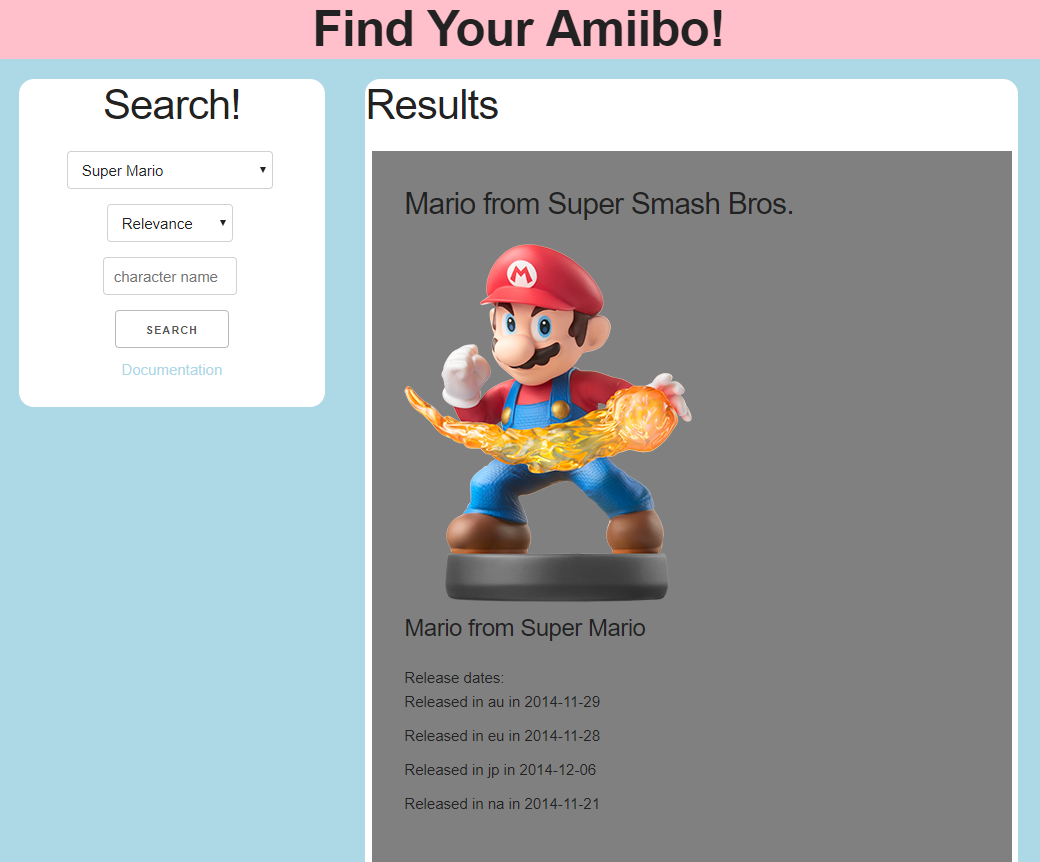 Find Your Amiibo!
Search!
Super Mario
Relevance
character name
SEARCH
Documentation
Results
Mario from Super Smash Bros.
M
Mario from Super Mario
Release dates:
Released in au in 2014-11-29
Released in eu in 2014-11-28
Released in jp in 2014-12-06
Released in na in 2014-11-21